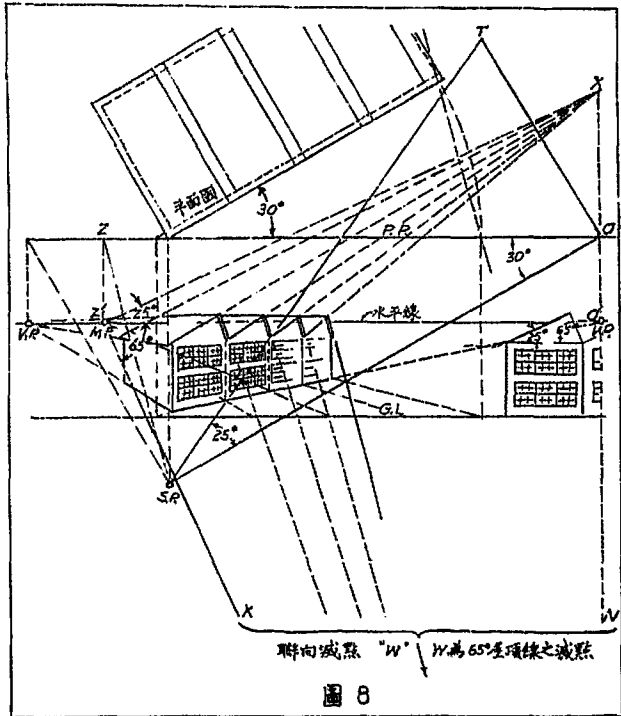 T
Y
平面圖
30°
Z
P.P.
O
30°
Z'
25°
水平線
V.P.
M.P.
65°
25°
65°
V.P.
G.L.
25°
S.P.
X
W
聯向滅點 "W"
W為65°屋頂線之滅點
圖 8